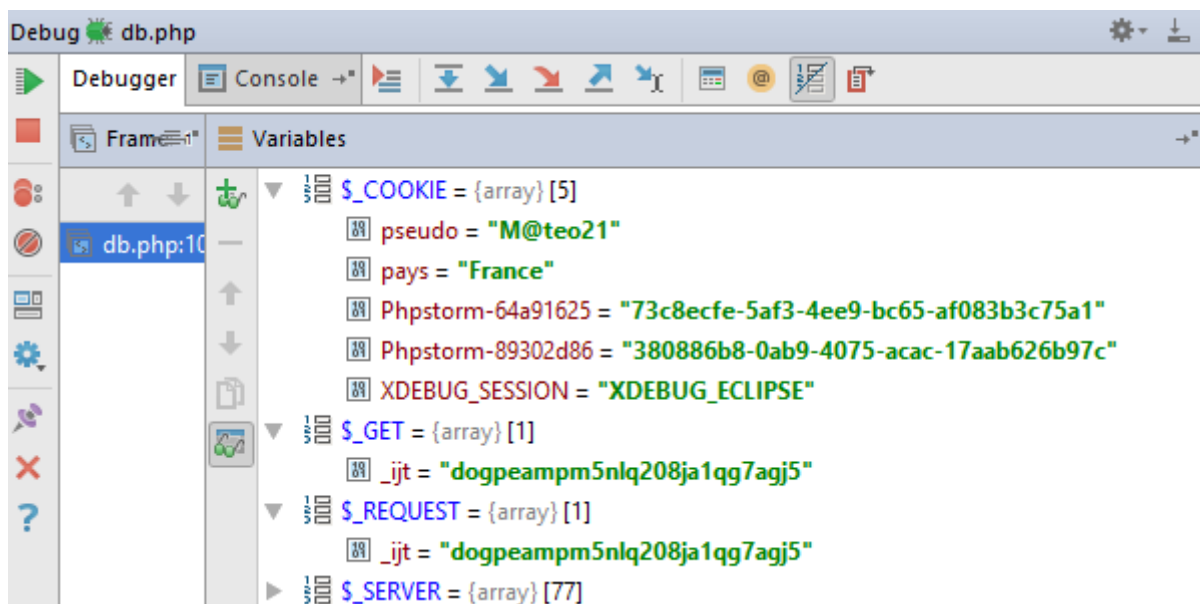 Debug db.php
Debugger Console
Frame Variables
$_COOKIE = {array} [5]
pseudo = "M@teo21"
pays = "France"
db.php:10
Phpstorm-64a91625 = "73c8ecfe-5af3-4ee9-bc65-af083b3c75a1"
Phpstorm-89302d86 = "380886b8-0ab9-4075-acac-17aab626b97c"
XDEBUG_SESSION = "XDEBUG_ECLIPSE"
$_GET = {array} [1]
_ijt = "dogpeampm5nlq208ja1qg7agj5"
$_REQUEST = {array} [1]
_ijt = "dogpeampm5nlq208ja1qg7agj5"
$_SERVER = {array} [77]